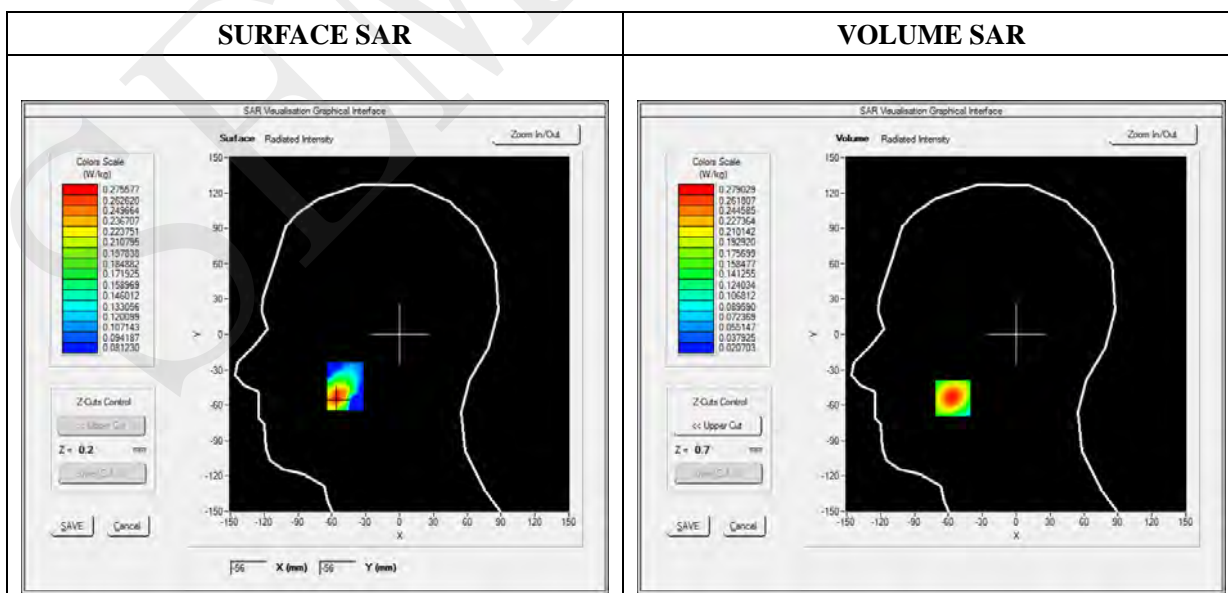 SURFACE SAR
SAR Visualisation Graphical Interface
Surface Radiated Intensity
Zoom In/Out
Colors Scale
(W/kg)
0.275577
0.262620
0.249664
0.236707
0.223751
0.210795
0.197838
0.184882
0.171925
0.158969
0.146012
0.133056
0.120099
0.107143
0.094187
0.081230
150
120
90
60
30
0
-30
-60
-90
-120
-150
Y
-150 -120 -90 -60 -30 0 30 60 90 120 150
X
Z-Cuts Control
<< Upper Cut
Z = 0.2 mm
SAVE Cancel
-56 X (mm) -56 Y (mm)
VOLUME SAR
SAR Visualisation Graphical Interface
Volume Radiated Intensity
Zoom In/Out
Colors Scale
(W/kg)
0.279029
0.261807
0.244585
0.227364
0.210142
0.192920
0.175699
0.158477
0.141255
0.124034
0.106812
0.089590
0.072369
0.055147
0.037925
0.020703
150
120
90
60
30
0
-30
-60
-90
-120
-150
Y
-150 -120 -90 -60 -30 0 30 60 90 120 150
X
Z-Cuts Control
<< Upper Cut
Z = 0.7 mm
SAVE Cancel